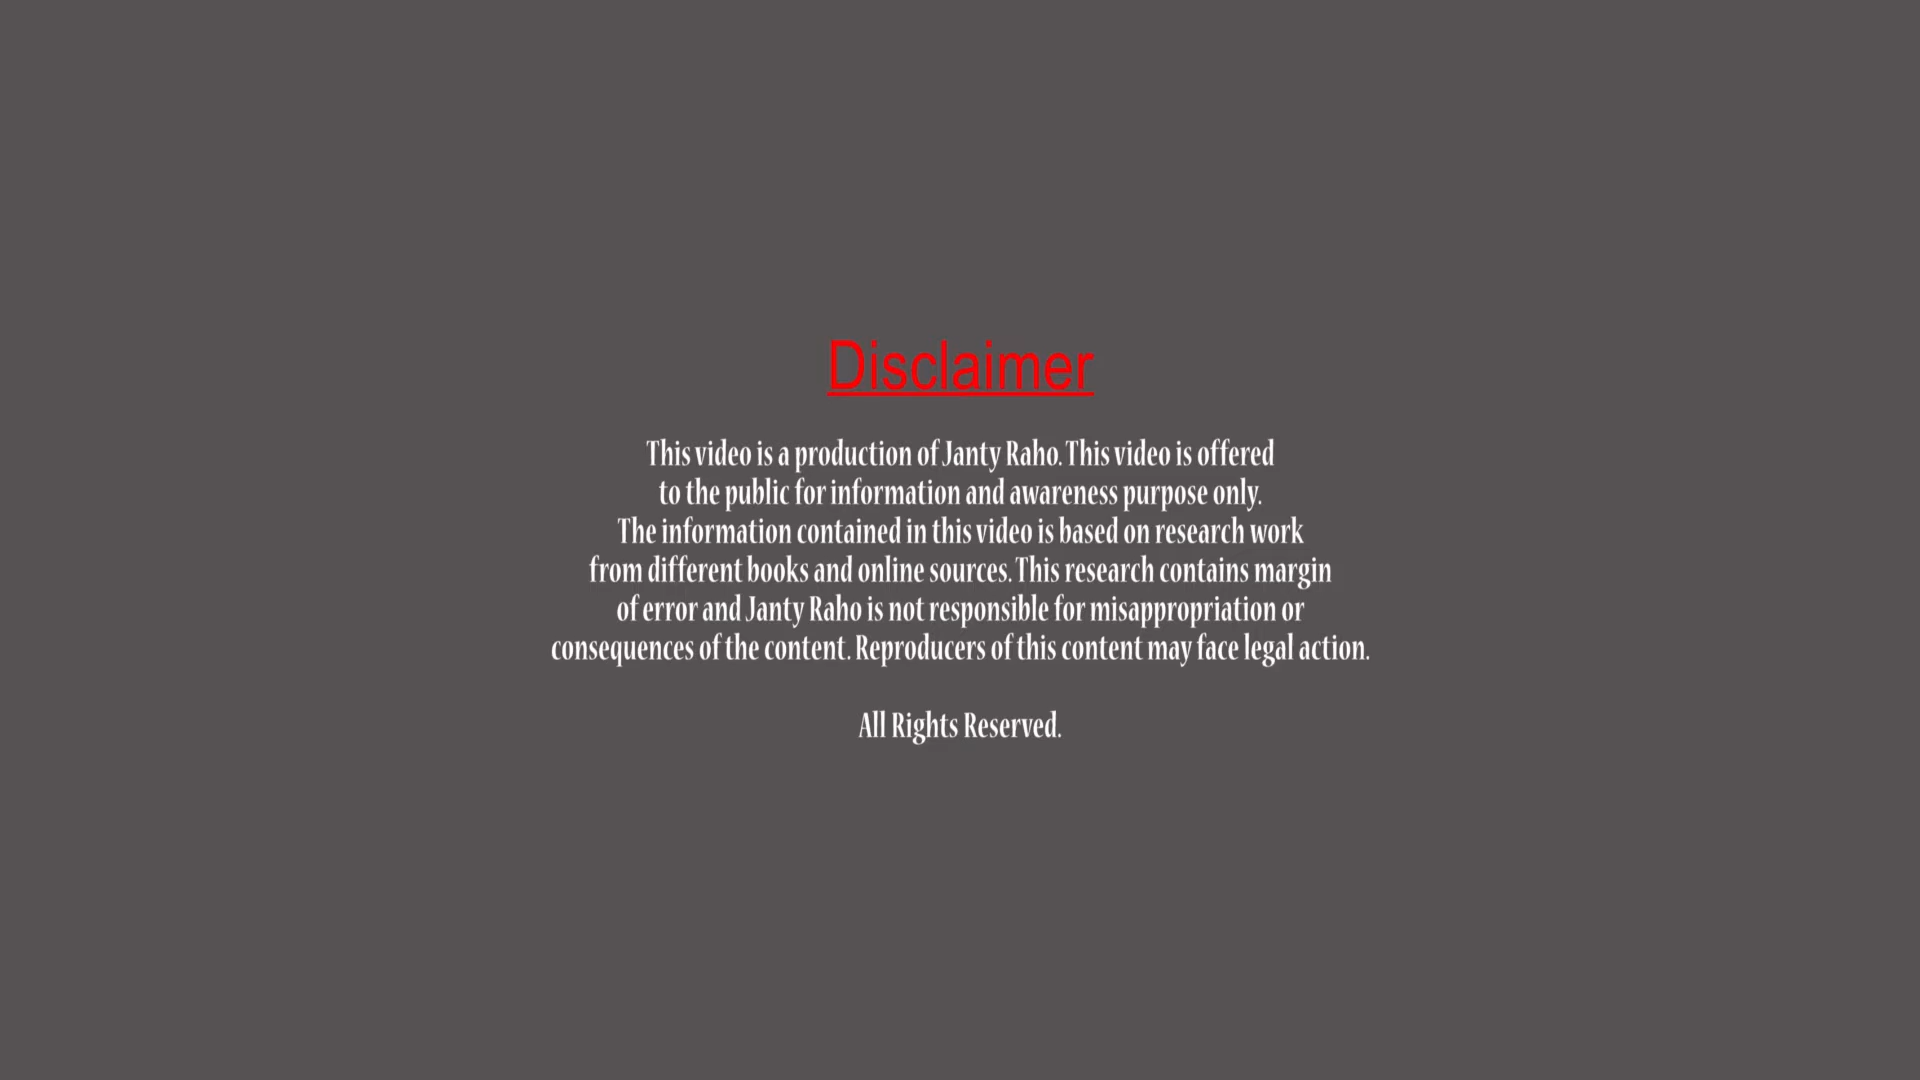 Disclaimer
This video is a production of Janty Raho. This video is offered
to the public for information and awareness purpose only.
The information contained in this video is based on research work
from different books and online sources. This research contains margin
of error and Janty Raho is not responsible for misappropriation or
consequences of the content. Reproducers of this content may face legal action.
All Rights Reserved.